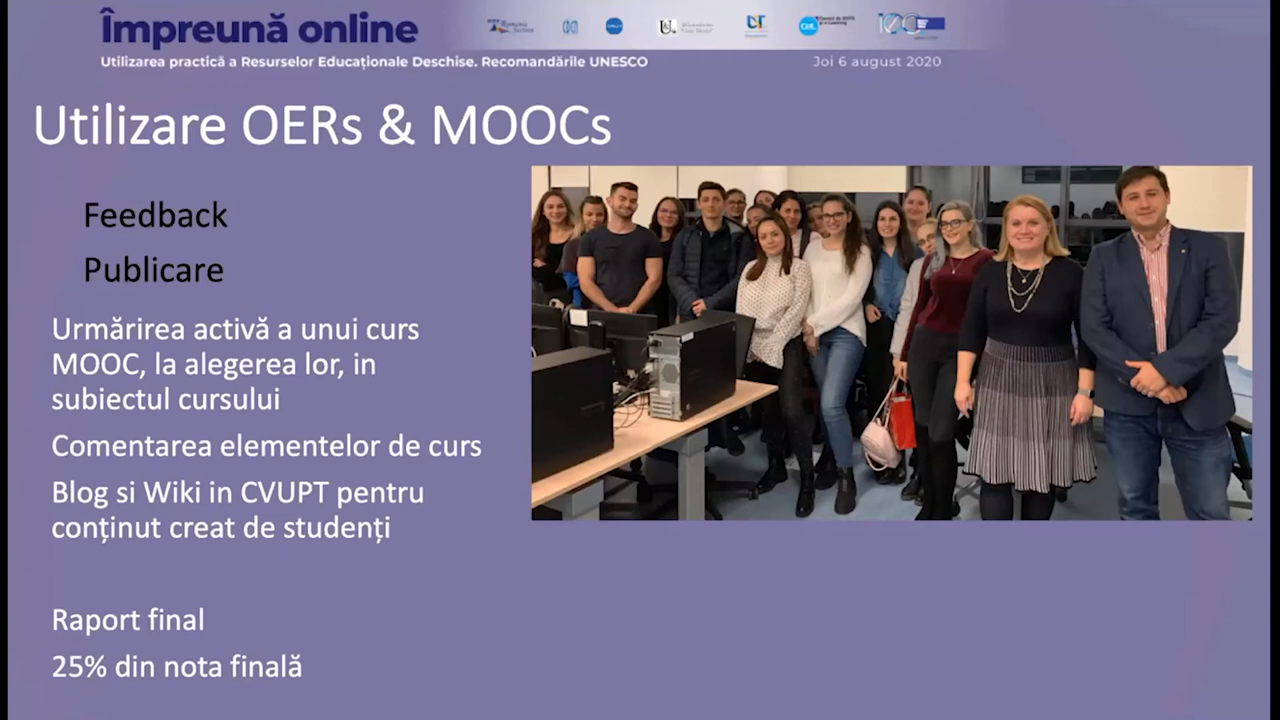 Împreună online
Utilizarea practică a Resurselor Educaționale Deschise. Recomandările UNESCO
Joi 6 august 2020
Utilizare OERs & MOOCs
Feedback
Publicare
Urmărirea activă a unui curs
MOOC, la alegerea lor, in
subiectul cursului
Comentarea elementelor de curs
Blog si Wiki in CVUPT pentru
conținut creat de studenți
Raport final
25% din nota finală